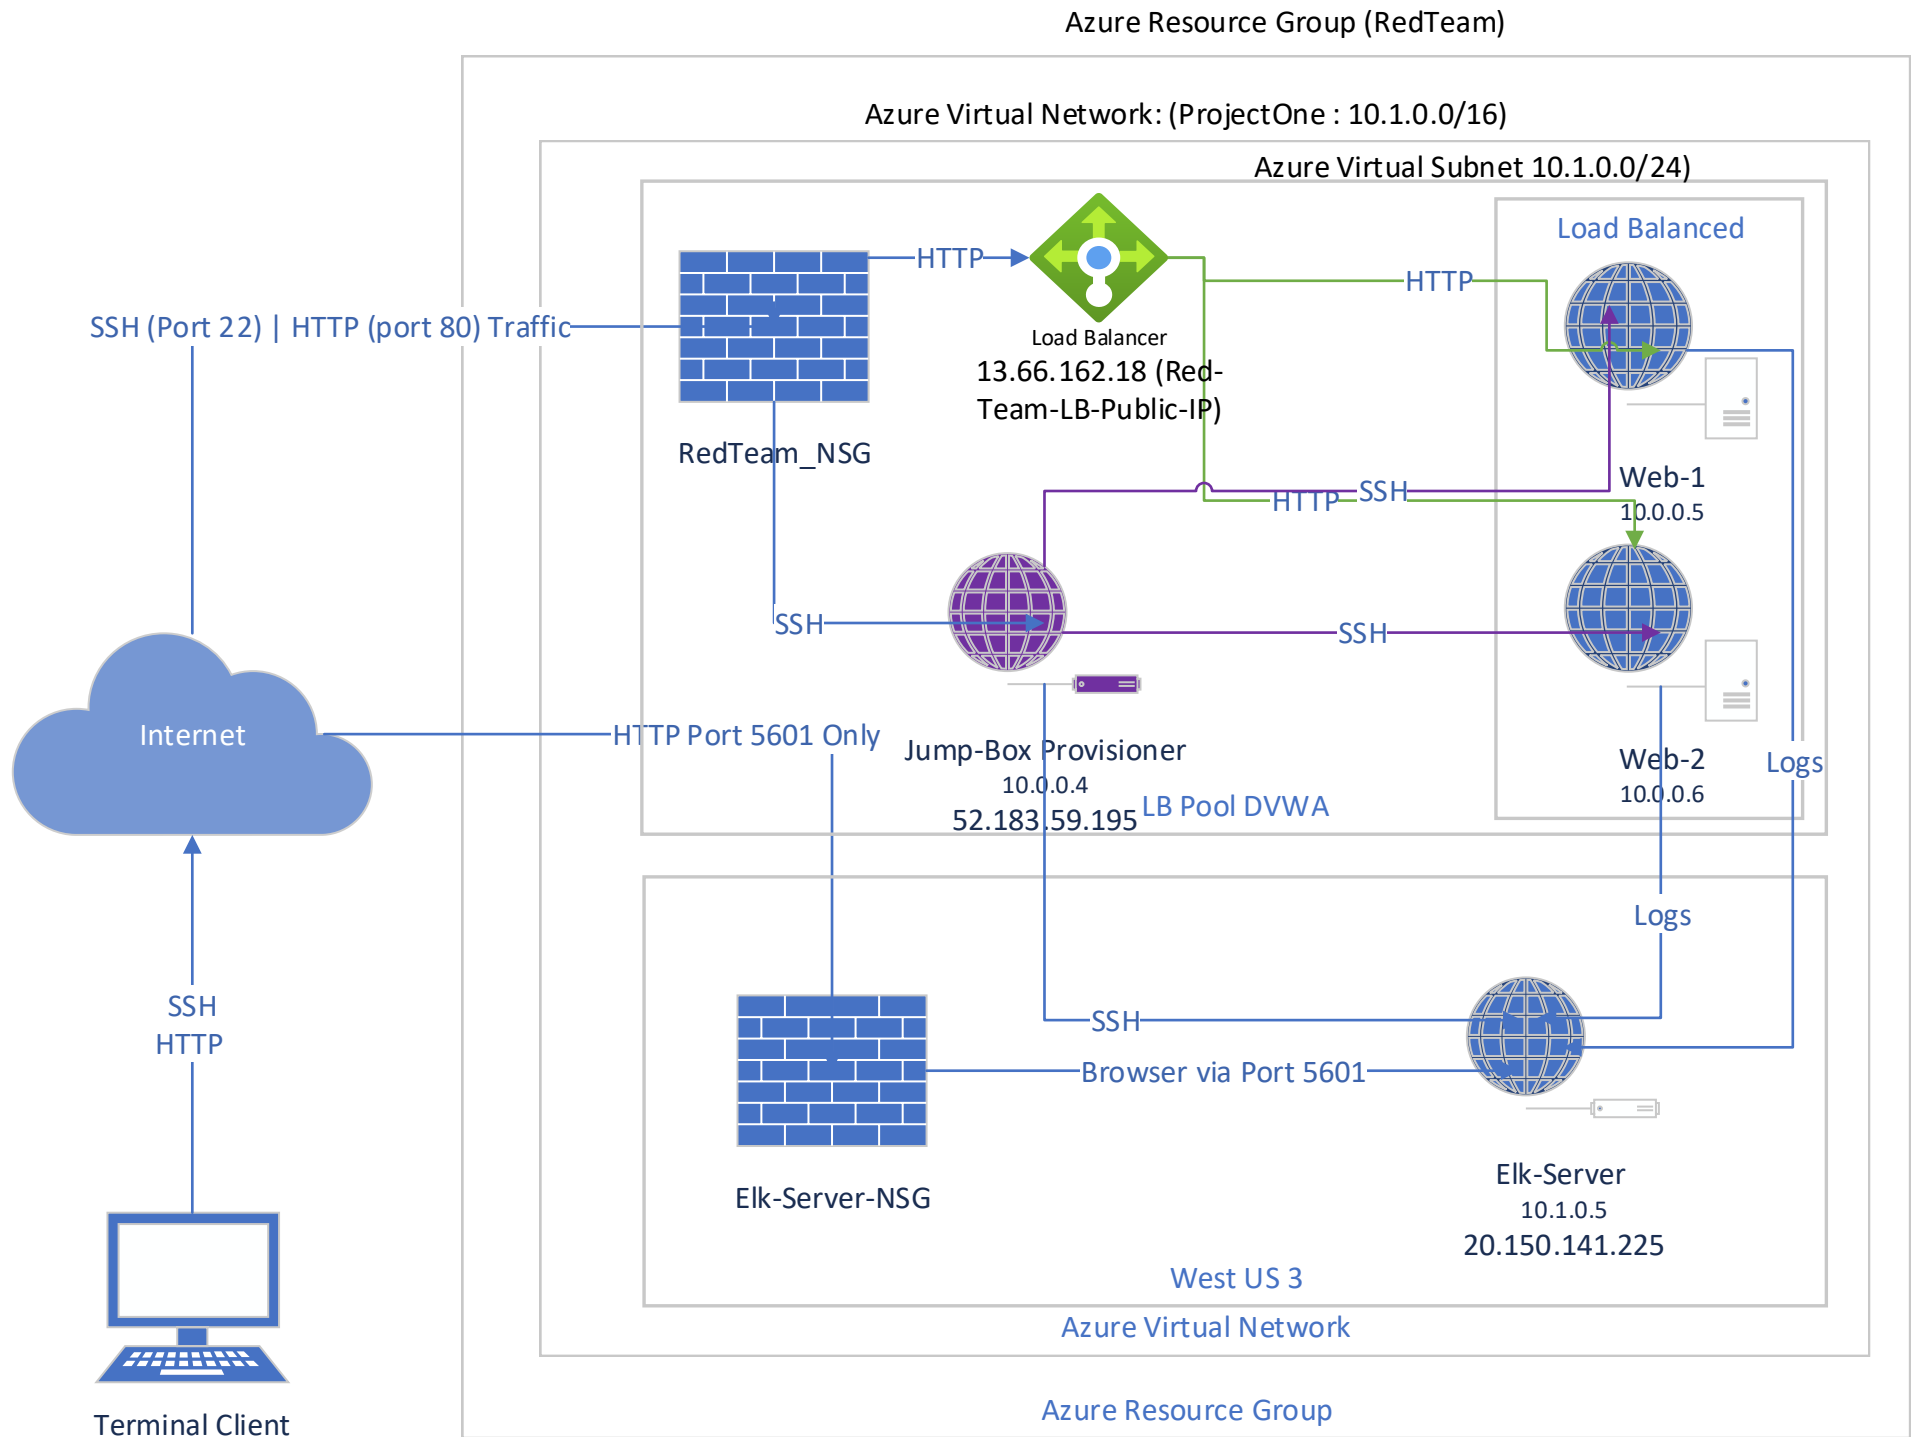 Azure Resource Group (RedTeam)
Azure Virtual Network: (ProjectOne : 10.1.0.0/16)
Azure Virtual Subnet 10.1.0.0/24)
Load Balanced
HTTP
HTTP
SSH (Port 22) | HTTP (port 80) Traffic
Load Balancer
13.66.162.18 (Red-
Team-LB-Public-IP)
RedTeam_NSG
Web-1
10.0.0.5
SSH
HTTP
SSH
SSH
Internet
HTTP Port 5601 Only
Jump-Box Provisioner
10.0.0.4
52.183.59.195
LB Pool DVWA
Web-2
10.0.0.6
Logs
Logs
SSH
HTTP
SSH
Browser via Port 5601
Elk-Server-NSG
Elk-Server
10.1.0.5
20.150.141.225
West US 3
Azure Virtual Network
Azure Resource Group
Terminal Client